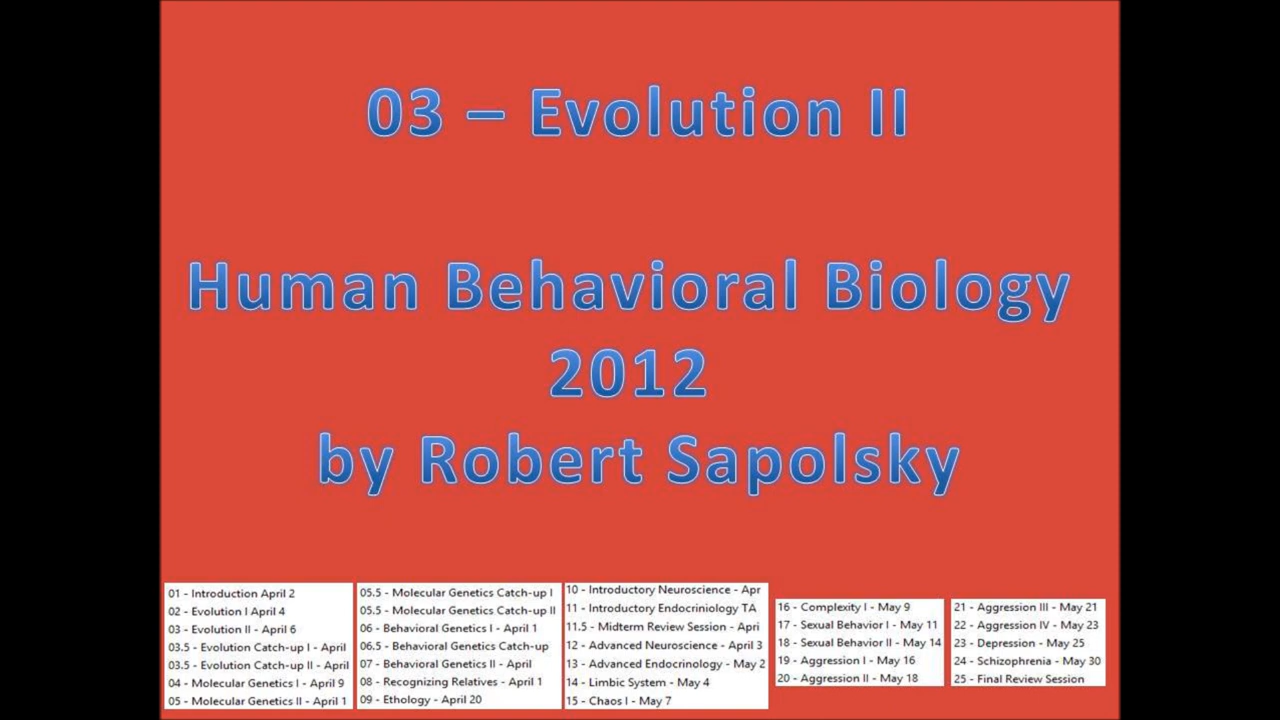 03 – Evolution II
Human Behavioral Biology
2012
by Robert Sapolsky
01 - Introduction April 2
02 - Evolution I April 4
03 - Evolution II - April 6
03.5 - Evolution Catch-up I - April
03.5 - Evolution Catch-up II - April
04 - Molecular Genetics I - April 9
05 - Molecular Genetics II - April 1
05.5 - Molecular Genetics Catch-up I
05.5 - Molecular Genetics Catch-up II
06 - Behavioral Genetics I - April 1
06.5 - Behavioral Genetics Catch-up
07 - Behavioral Genetics II - April
08 - Recognizing Relatives - April 1
09 - Ethology - April 20
10 - Introductory Neuroscience - Apr
11 - Introductory Endocriniology TA
11.5 - Midterm Review Session - Apri
12 - Advanced Neuroscience - April 3
13 - Advanced Endocrinology - May 2
14 - Limbic System - May 4
15 - Chaos I - May 7
16 - Complexity I - May 9
17 - Sexual Behavior I - May 11
18 - Sexual Behavior II - May 14
19 - Aggression I - May 16
20 - Aggression II - May 18
21 - Aggression III - May 21
22 - Aggression IV - May 23
23 - Depression - May 25
24 - Schizophrenia - May 30
25 - Final Review Session